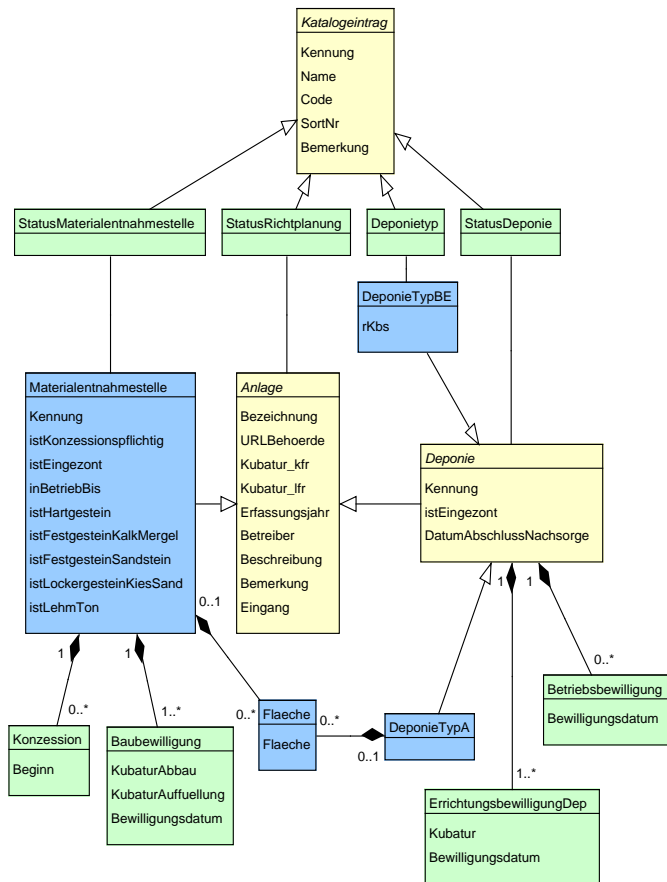 Katalogeintrag
Kennung
Name
Code
SortNr
Bemerkung
StatusMaterialentnahmestelle
StatusRichtplanung
Deponietyp
StatusDeponie
DeponieTypBE
rKbs
Materialentnahmestelle
Kennung
istKonzessionspflichtig
istEingezont
inBetriebBis
istHartgestein
istFestgesteinKalkMergel
istFestgesteinSandstein
istLockergesteinKiesSand
istLehmTon
Anlage
Bezeichnung
URLBehoerde
Kubatur_kfr
Kubatur_lfr
Erfassungsjahr
Betreiber
Beschreibung
Bemerkung
Eingang
Deponie
Kennung
istEingezont
DatumAbschlussNachsorge
1
0..*
1
1..*
0..1
0..*
0..*
0..1
1
1..*
1
0..*
Konzession
Beginn
Baubewilligung
KubaturAbbau
KubaturAuffuellung
Bewilligungsdatum
Flaeche
Flaeche
DeponieTypA
Betriebsbewilligung
Bewilligungsdatum
ErrichtungsbewilligungDep
Kubatur
Bewilligungsdatum